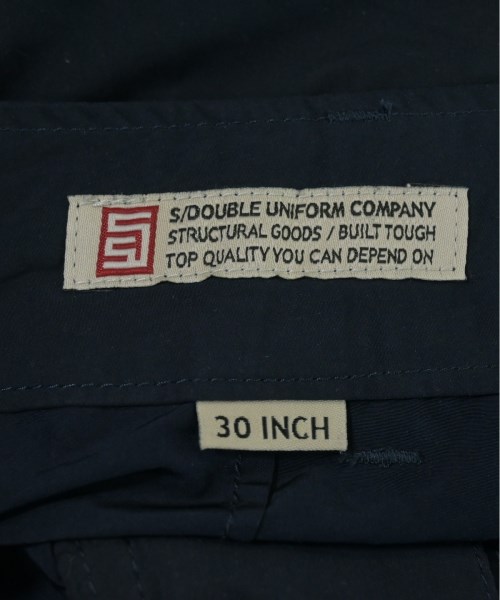 S/DOUBLE UNIFORM COMPANY
STRUCTURAL GOODS / BUILT TOUGH
TOP QUALITY YOU CAN DEPEND ON
30 INCH